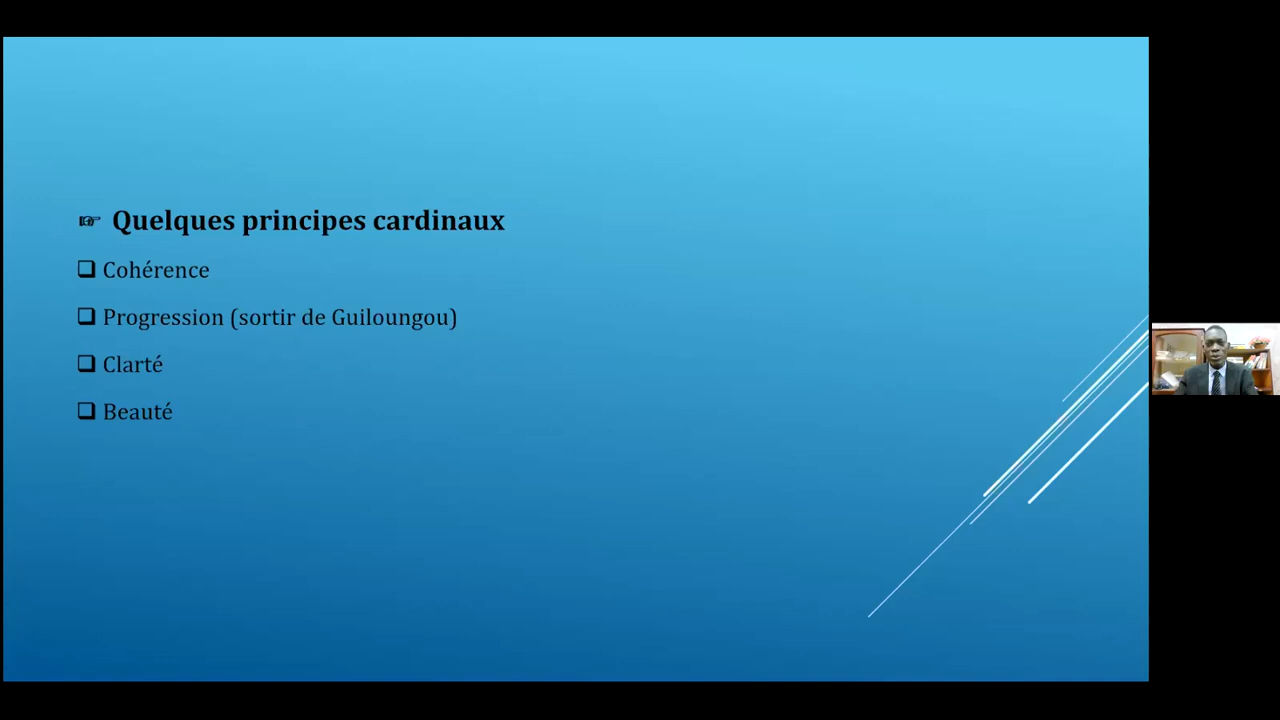 ☞ Quelques principes cardinaux
❑ Cohérence
❑ Progression (sortir de Guiloungou)
❑ Clarté
❑ Beauté